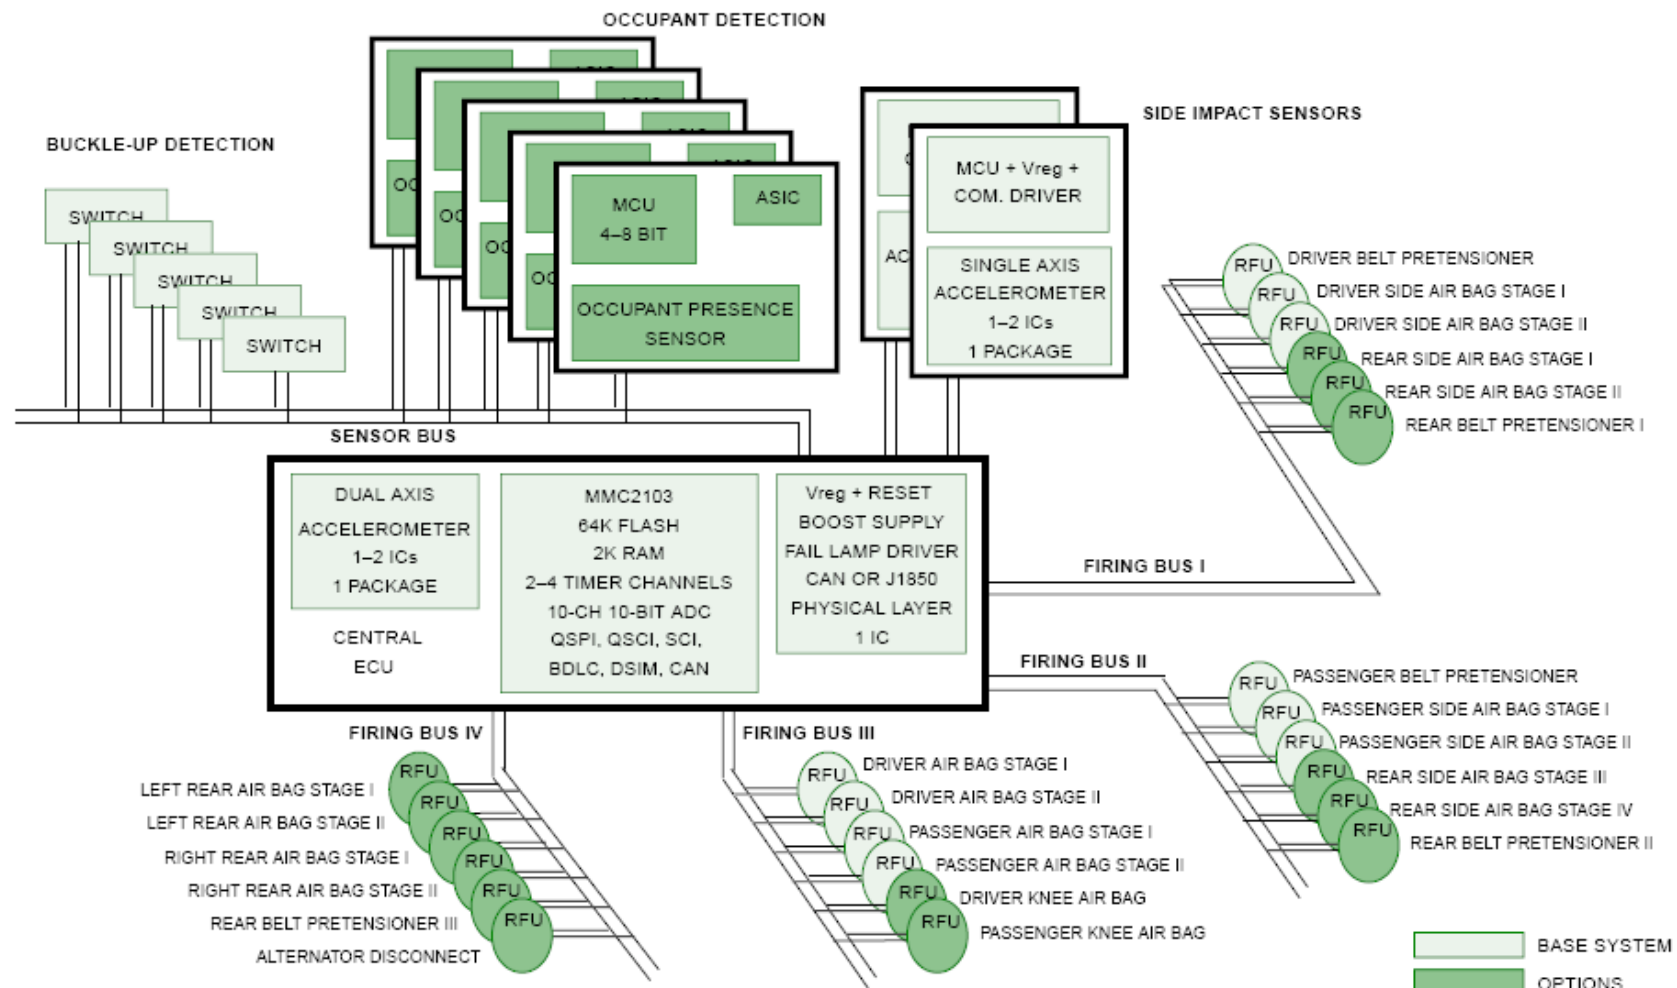 OCCUPANT DETECTION
BUCKLE-UP DETECTION
SIDE IMPACT SENSORS
SWITCH
SWITCH
SWITCH
SWITCH
SWITCH
ASIC
ASIC
ASIC
ASIC
OC
OC
OC
OC
MCU
4–8 BIT
ASIC
OCCUPANT PRESENCE
SENSOR
AC
MCU + Vreg +
COM. DRIVER
SINGLE AXIS
ACCELEROMETER
1–2 ICs
1 PACKAGE
RFU DRIVER BELT PRETENSIONER
RFU DRIVER SIDE AIR BAG STAGE I
RFU DRIVER SIDE AIR BAG STAGE II
RFU REAR SIDE AIR BAG STAGE I
RFU REAR SIDE AIR BAG STAGE II
RFU REAR BELT PRETENSIONER I
SENSOR BUS
DUAL AXIS
ACCELEROMETER
1–2 ICs
1 PACKAGE
CENTRAL
ECU
MMC2103
64K FLASH
2K RAM
2–4 TIMER CHANNELS
10-CH 10-BIT ADC
QSPI, QSCI, SCI,
BDLC, DSIM, CAN
Vreg + RESET
BOOST SUPPLY
FAIL LAMP DRIVER
CAN OR J1850
PHYSICAL LAYER
1 IC
FIRING BUS I
FIRING BUS II
RFU PASSENGER BELT PRETENSIONER
RFU PASSENGER SIDE AIR BAG STAGE I
RFU PASSENGER SIDE AIR BAG STAGE II
RFU REAR SIDE AIR BAG STAGE III
RFU REAR SIDE AIR BAG STAGE IV
RFU REAR BELT PRETENSIONER II
FIRING BUS IV
RFU
LEFT REAR AIR BAG STAGE I
RFU
LEFT REAR AIR BAG STAGE II
RFU
RIGHT REAR AIR BAG STAGE I
RFU
RIGHT REAR AIR BAG STAGE II
RFU
REAR BELT PRETENSIONER III
RFU
ALTERNATOR DISCONNECT
FIRING BUS III
RFU DRIVER AIR BAG STAGE I
RFU DRIVER AIR BAG STAGE II
RFU PASSENGER AIR BAG STAGE I
RFU PASSENGER AIR BAG STAGE II
RFU DRIVER KNEE AIR BAG
RFU PASSENGER KNEE AIR BAG
BASE SYSTEM
OPTIONS